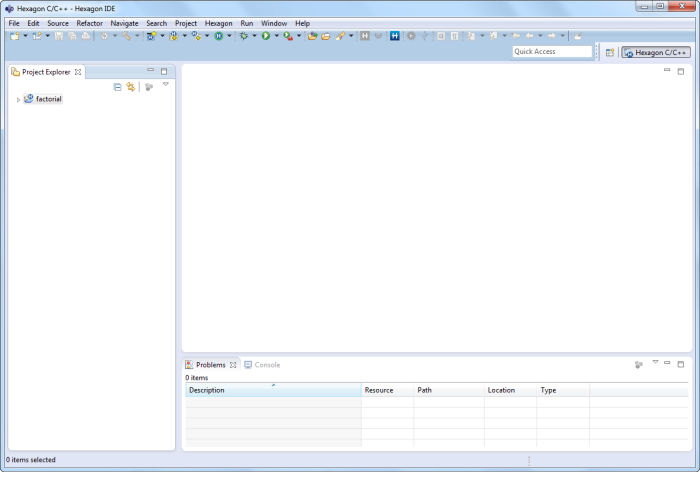 Hexagon C/C++ - Hexagon IDE
File Edit Source Refactor Navigate Search Project Hexagon Run Window Help
Quick Access
Hexagon C/C++
Project Explorer
factorial
Problems Console
0 items
Description Resource Path Location Type
0 items selected